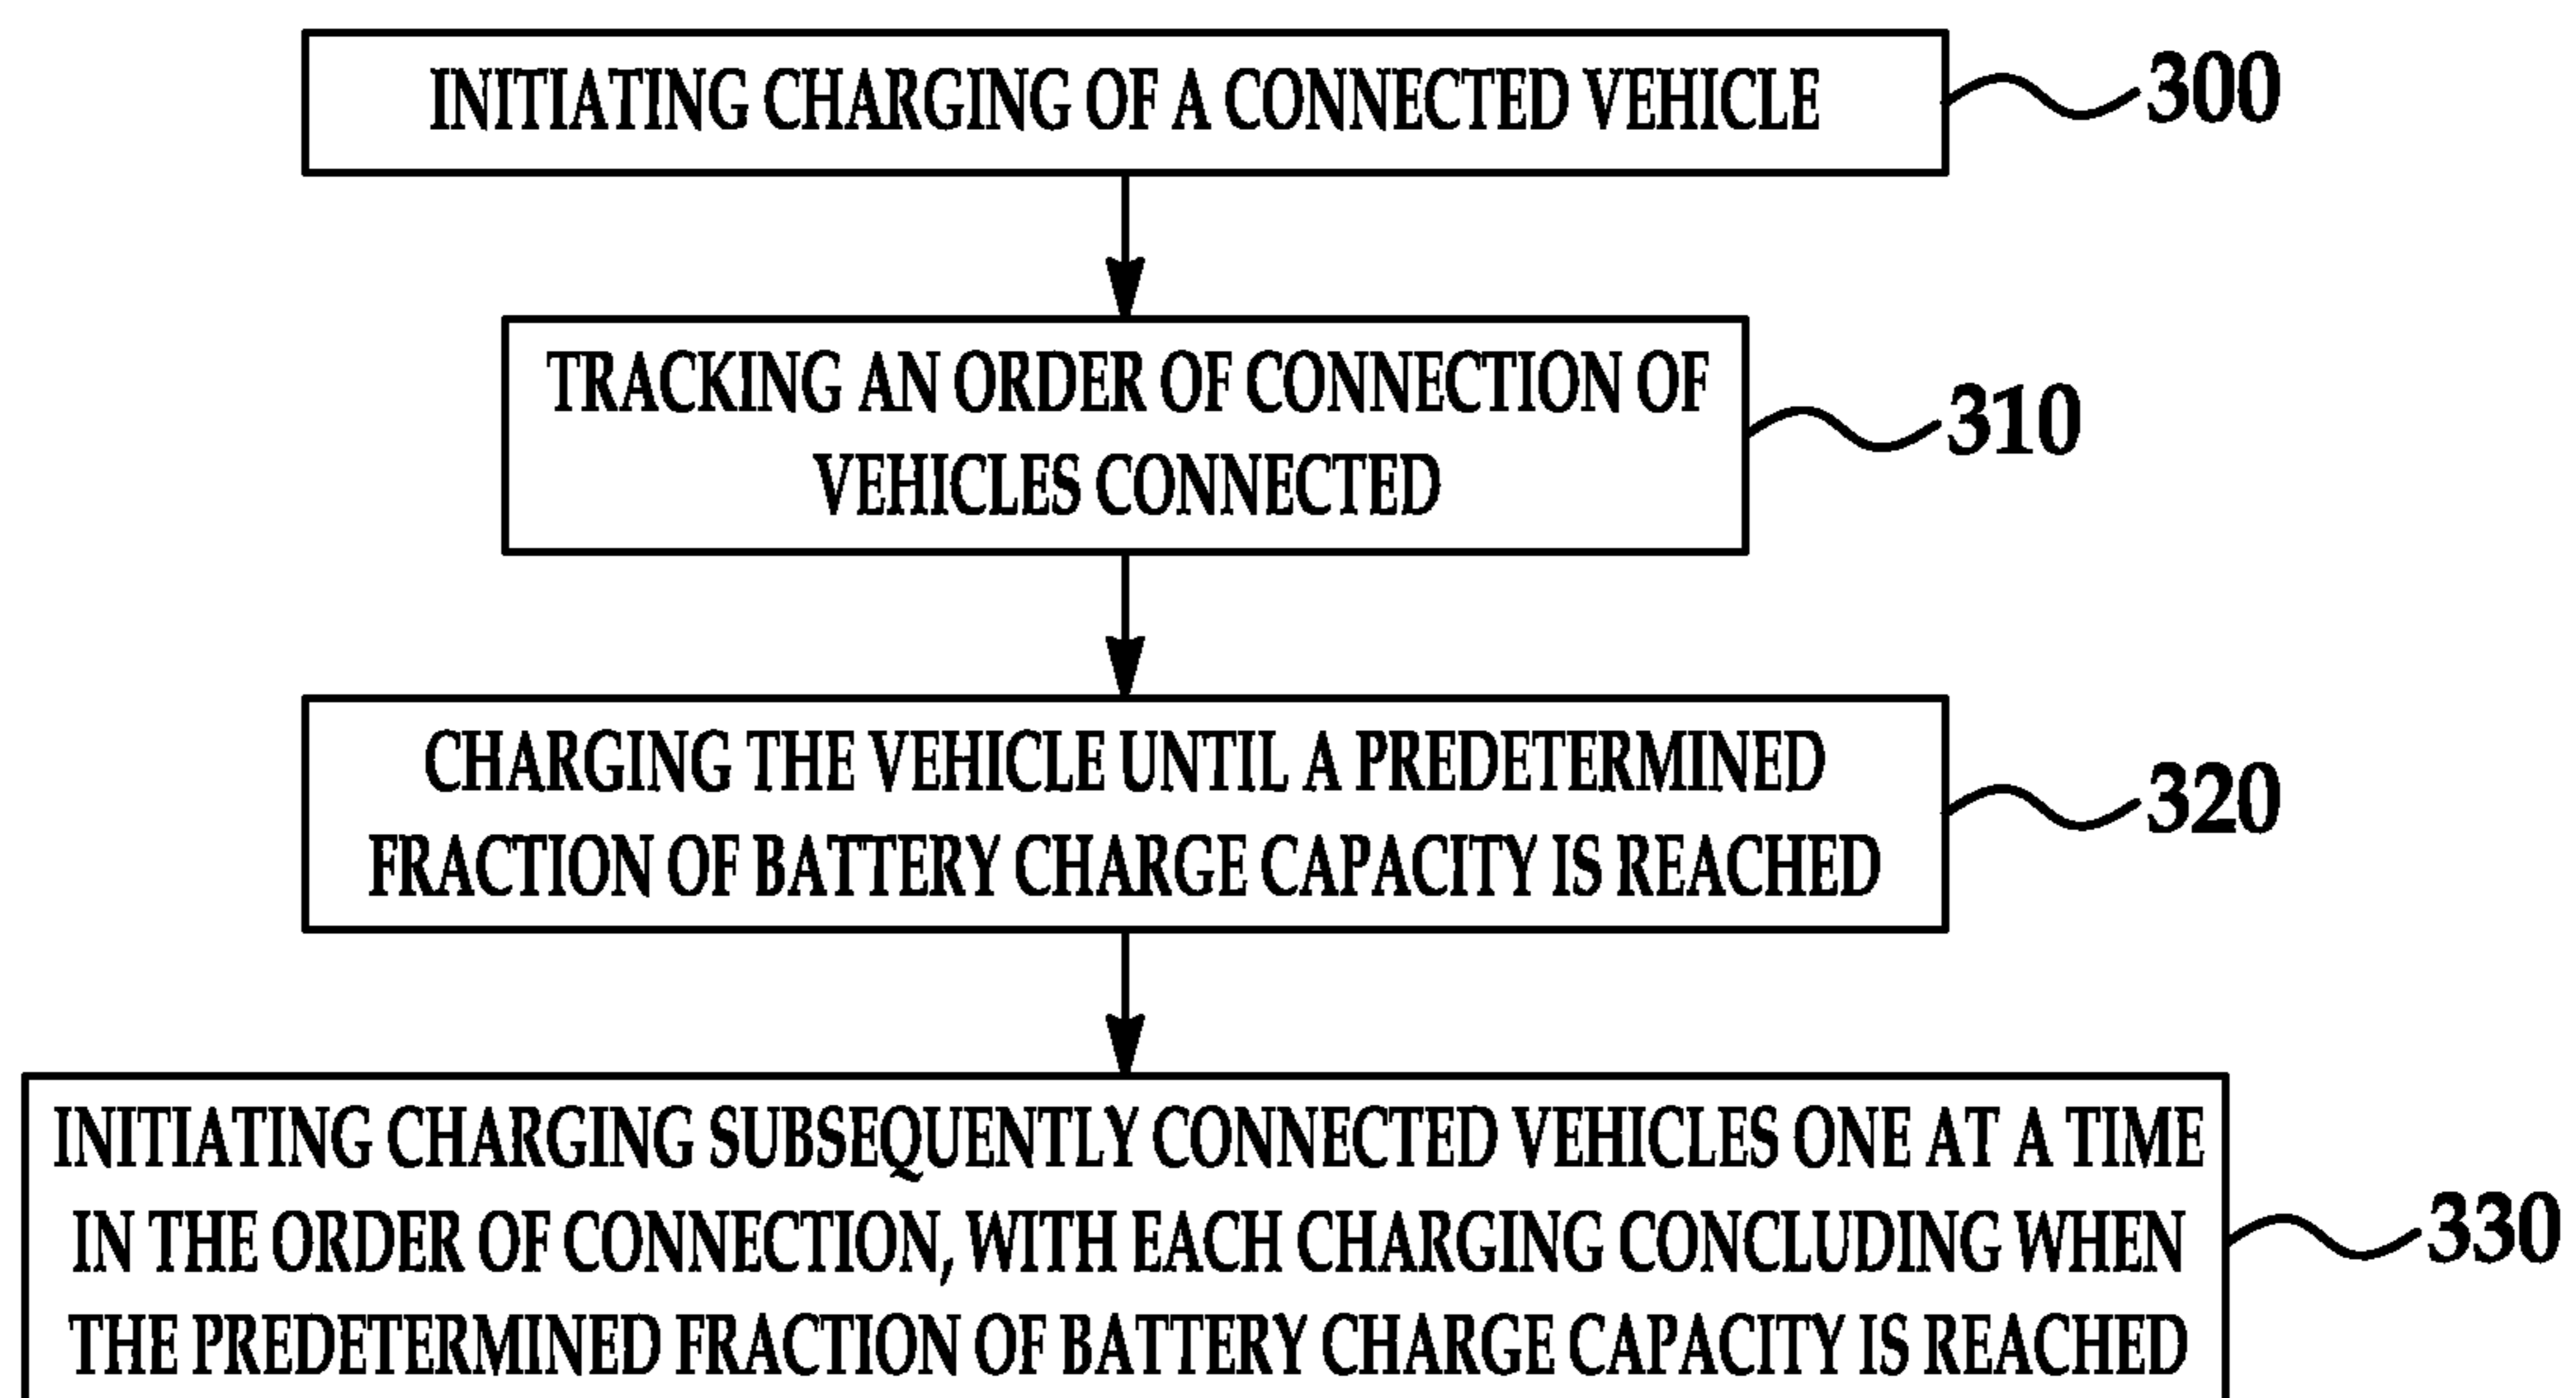 INITIATING CHARGING OF A CONNECTED VEHICLE
300
TRACKING AN ORDER OF CONNECTION OF
VEHICLES CONNECTED
310
CHARGING THE VEHICLE UNTIL A PREDETERMINED
FRACTION OF BATTERY CHARGE CAPACITY IS REACHED
320
INITIATING CHARGING SUBSEQUENTLY CONNECTED VEHICLES ONE AT A TIME
IN THE ORDER OF CONNECTION, WITH EACH CHARGING CONCLUDING WHEN
THE PREDETERMINED FRACTION OF BATTERY CHARGE CAPACITY IS REACHED
330